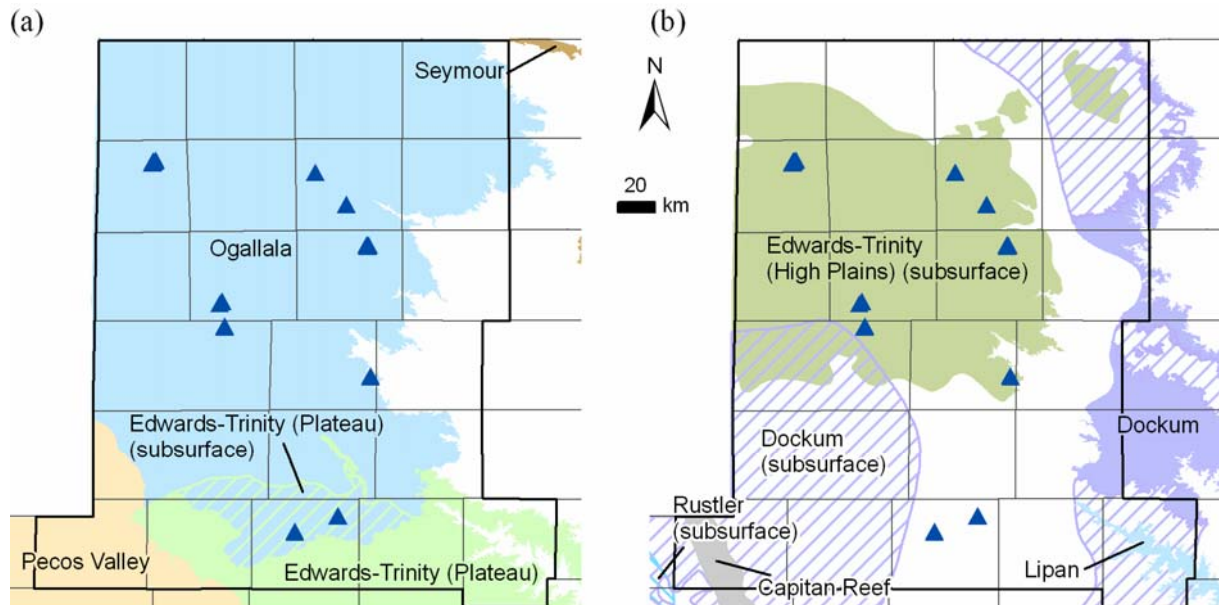 (a)
Seymour
Ogallala
Edwards-Trinity (Plateau)
(subsurface)
Pecos Valley
Edwards-Trinity (Plateau)
N
20
km
(b)
Edwards-Trinity
(High Plains) (subsurface)
Dockum
(subsurface)
Dockum
Rustler
(subsurface)
Capitan-Reef
Lipan